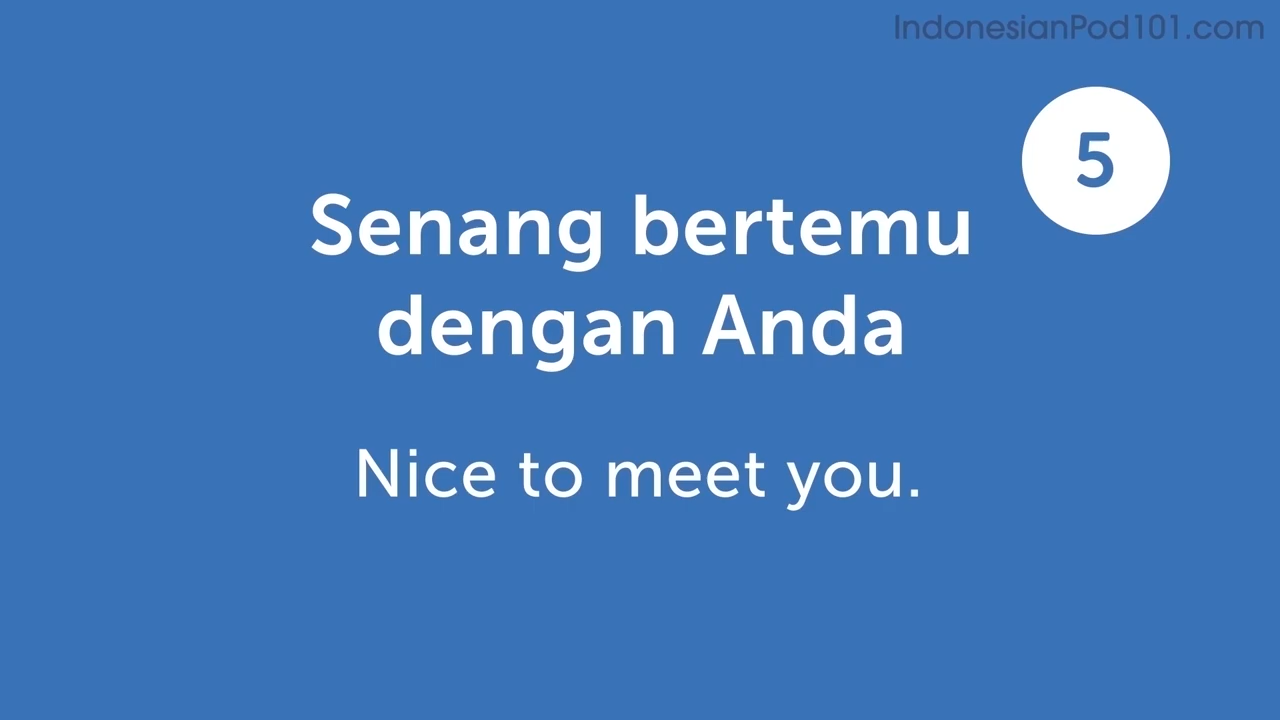 IndonesianPod101.com
5
Senang bertemu
dengan Anda
Nice to meet you.